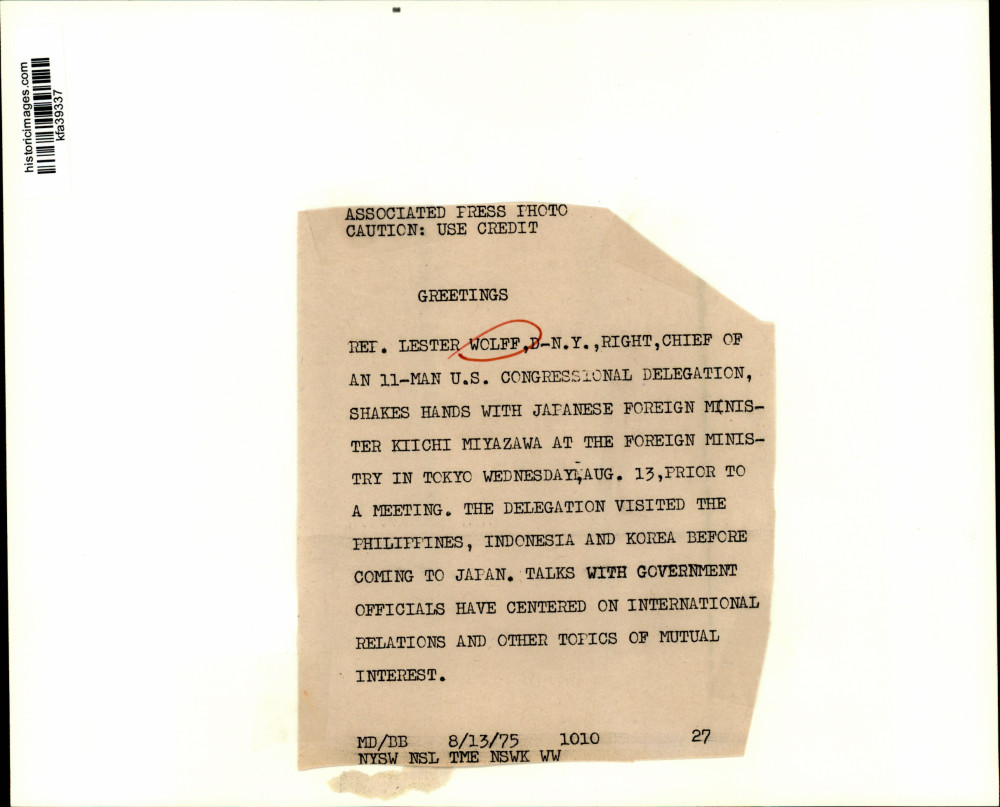 historicimages.com
kfa39337
ASSOCIATED PRESS PHOTO
CAUTION: USE CREDIT
GREETINGS
REP. LESTER WOLFF,D-N.Y.,RIGHT,CHIEF OF
AN 11-MAN U.S. CONGRESSIONAL DELEGATION,
SHAKES HANDS WITH JAPANESE FOREIGN MINIS-
TER KIICHI MIYAZAWA AT THE FOREIGN MINIS-
TRY IN TOKYO WEDNESDAY,AUG. 13,PRIOR TO
A MEETING. THE DELEGATION VISITED THE
PHILIPPINES, INDONESIA AND KOREA BEFORE
COMING TO JAPAN. TALKS WITH GOVERNMENT
OFFICIALS HAVE CENTERED ON INTERNATIONAL
RELATIONS AND OTHER TOPICS OF MUTUAL
INTEREST.
MD/BB 8/13/75 1010 27
NYSW NSL TME NSWK WW